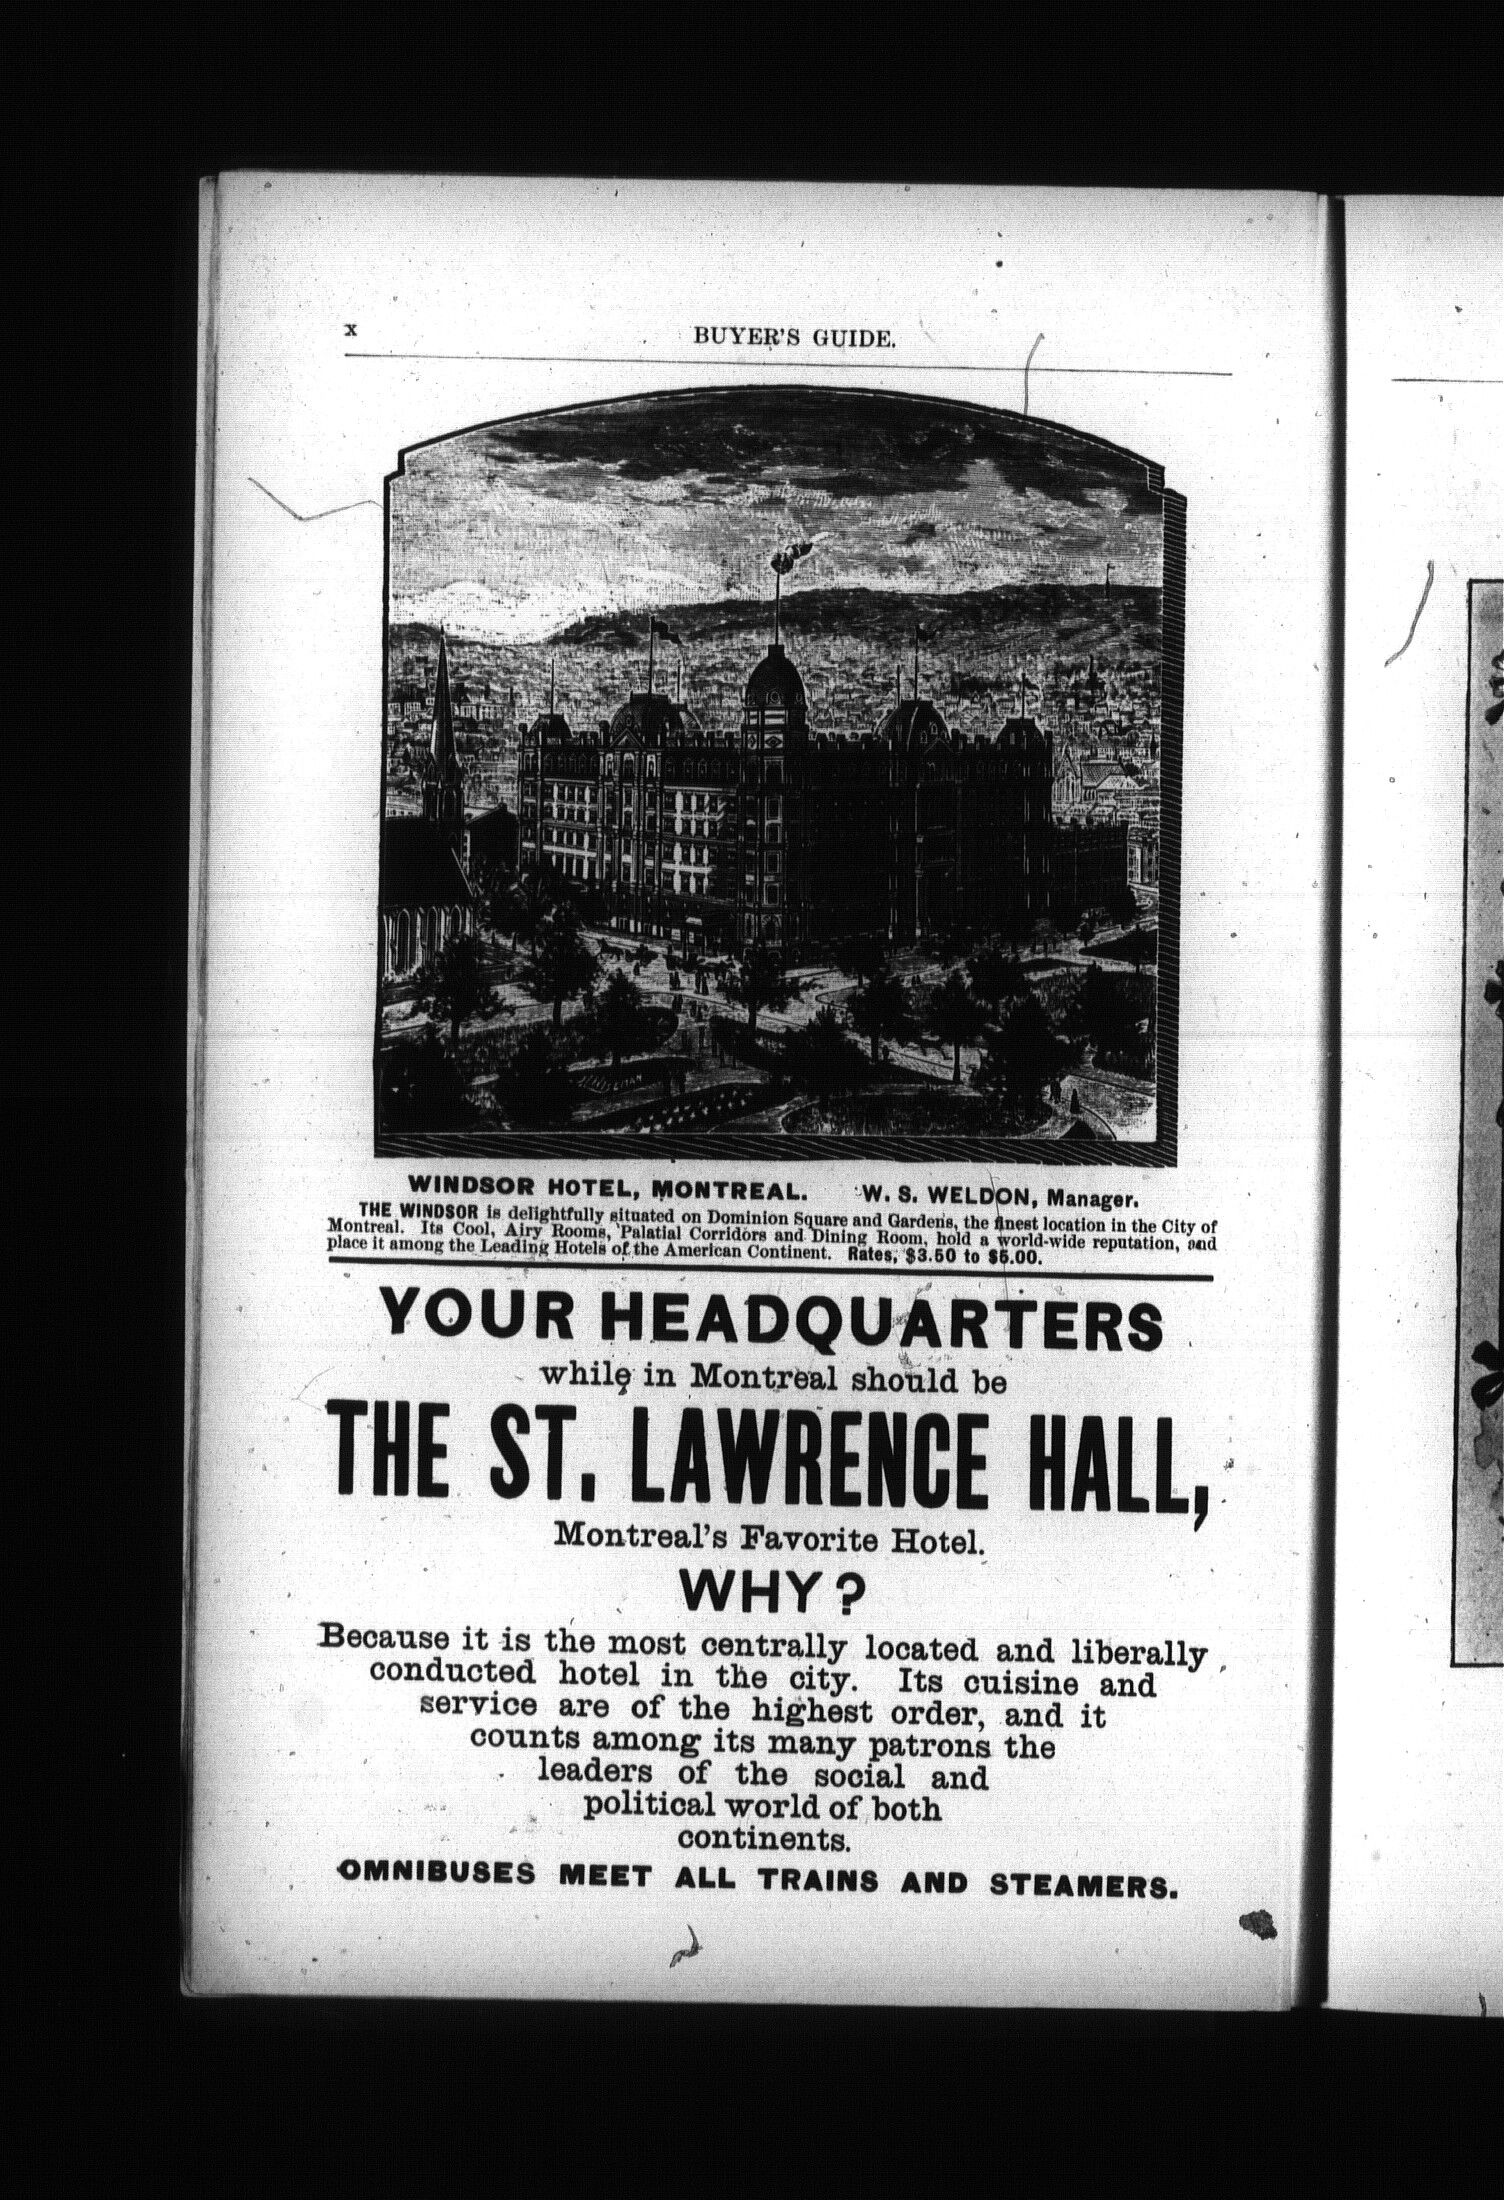 x
BUYER'S GUIDE.
WINDSOR HOTEL, MONTREAL. W. S. WELDON, Manager.
THE WINDSOR is delightfully situated on Dominion Square and Gardens, the finest location in the City of
Montreal. Its Cool, Airy Rooms, Palatial Corridors and Dining Room, hold a world-wide reputation, and
place it among the Leading Hotels of the American Continent. Rates, $3.50 to $5.00.
YOUR HEADQUARTERS
while in Montreal should be
THE ST. LAWRENCE HALL,
Montreal's Favorite Hotel.
WHY?
Because it is the most centrally located and liberally
conducted hotel in the city. Its cuisine and
service are of the highest order, and it
counts among its many patrons the
leaders of the social and
political world of both
continents.
OMNIBUSES MEET ALL TRAINS AND STEAMERS.